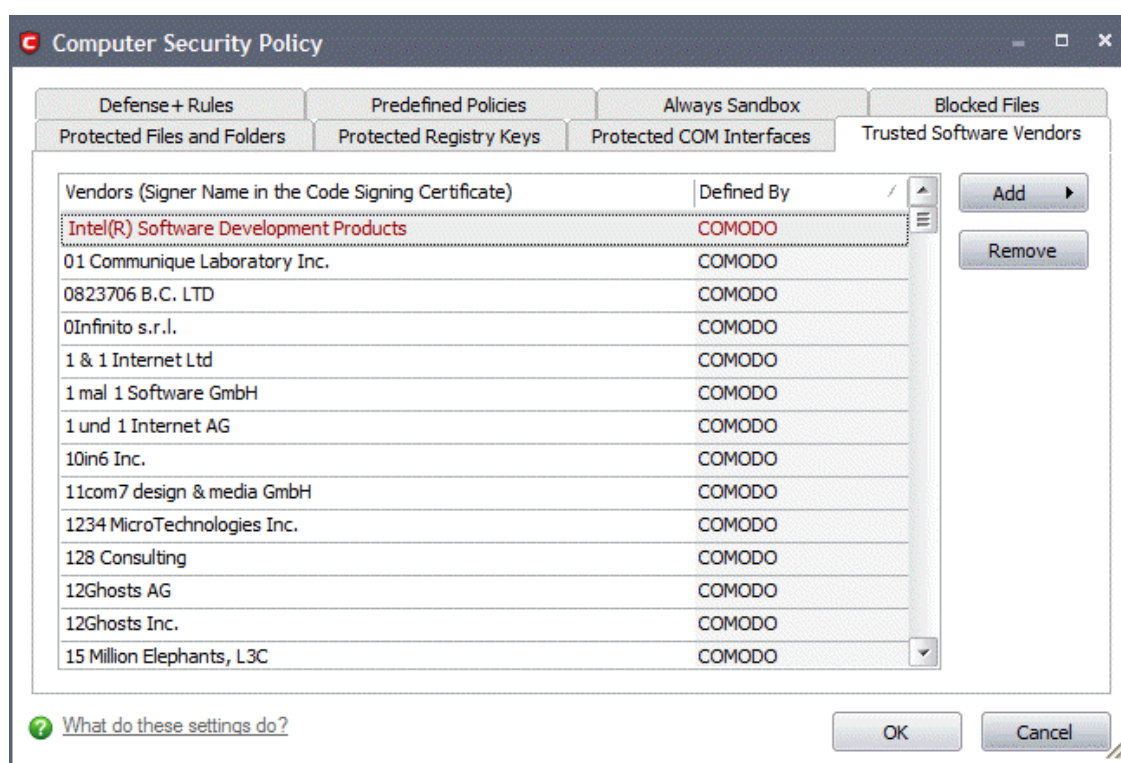 Computer Security Policy
Defense+ Rules Predefined Policies Always Sandbox Blocked Files
Protected Files and Folders Protected Registry Keys Protected COM Interfaces Trusted Software Vendors
Vendors (Signer Name in the Code Signing Certificate) Defined By Add
Intel(R) Software Development Products COMODO
Remove
01 Communique Laboratory Inc. COMODO
0823706 B.C. LTD COMODO
0Infinito s.r.l. COMODO
1 & 1 Internet Ltd COMODO
1 mal 1 Software GmbH COMODO
1 und 1 Internet AG COMODO
10in6 Inc. COMODO
11com7 design & media GmbH COMODO
1234 MicroTechnologies Inc. COMODO
128 Consulting COMODO
12Ghosts AG COMODO
12Ghosts Inc. COMODO
15 Million Elephants, L3C COMODO
What do these settings do? OK Cancel